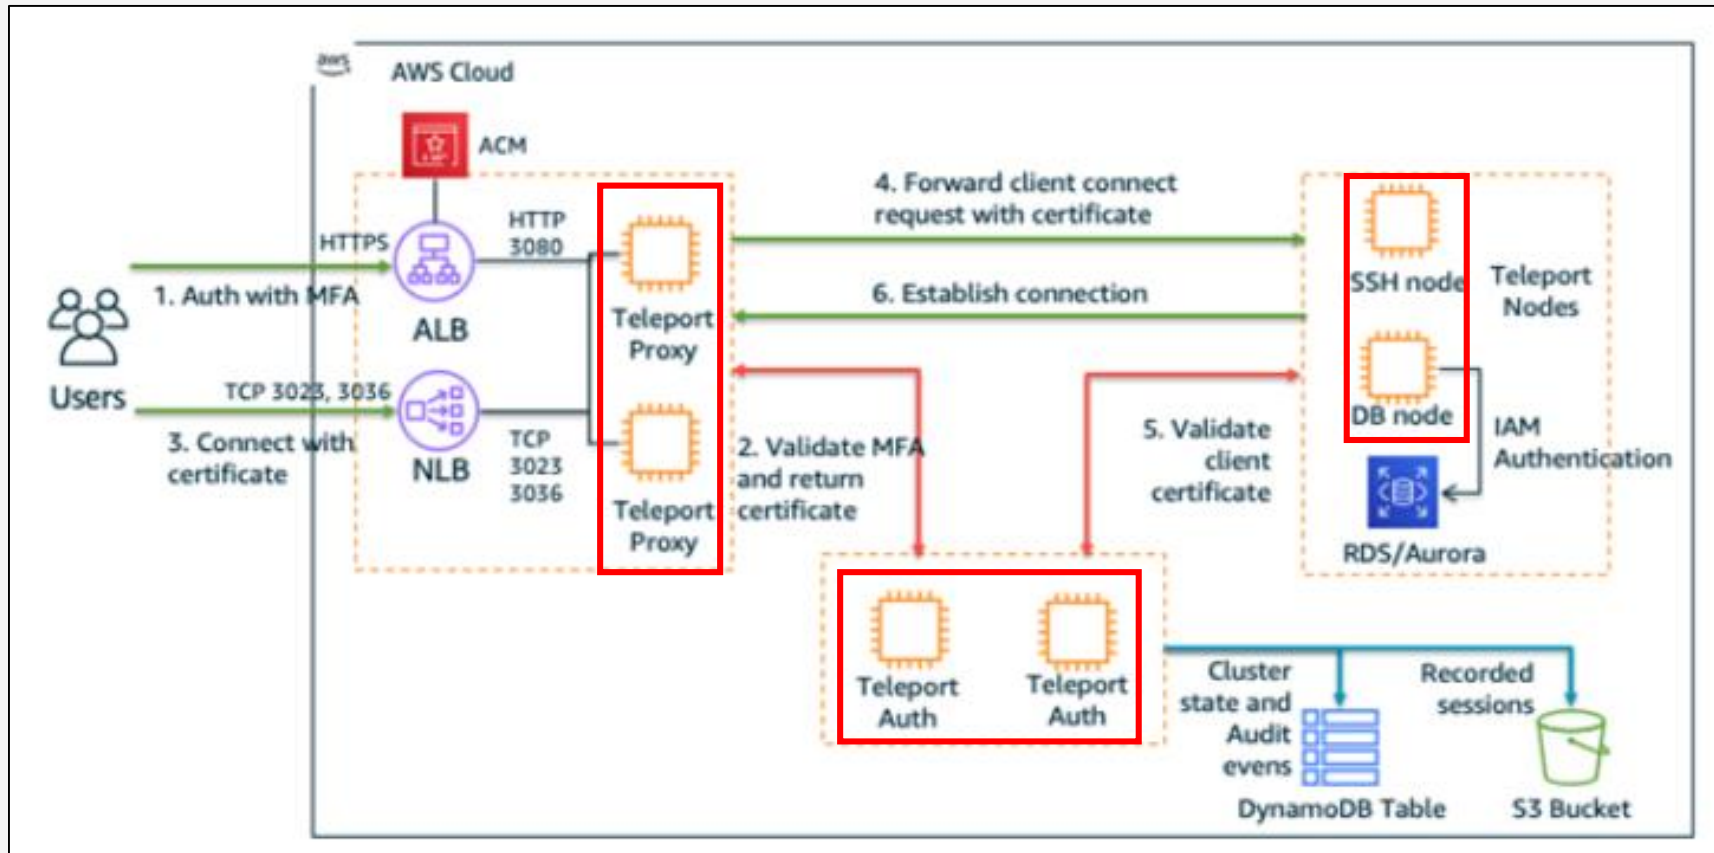 aws
AWS Cloud
ACM
HTTPS
1. Auth with MFA
ALB
HTTP
3080
Teleport
Proxy
4. Forward client connect
request with certificate
6. Establish connection
SSH node
Teleport
Nodes
Users
TCP 3023, 3036
3. Connect with
certificate
NLB
TCP
3023
3036
Teleport
Proxy
2. Validate MFA
and return
certificate
5. Validate
client
certificate
DB node
IAM
Authentication
RDS/Aurora
Teleport
Auth
Teleport
Auth
Cluster
state and
Audit
evens
DynamoDB Table
Recorded
sessions
S3 Bucket